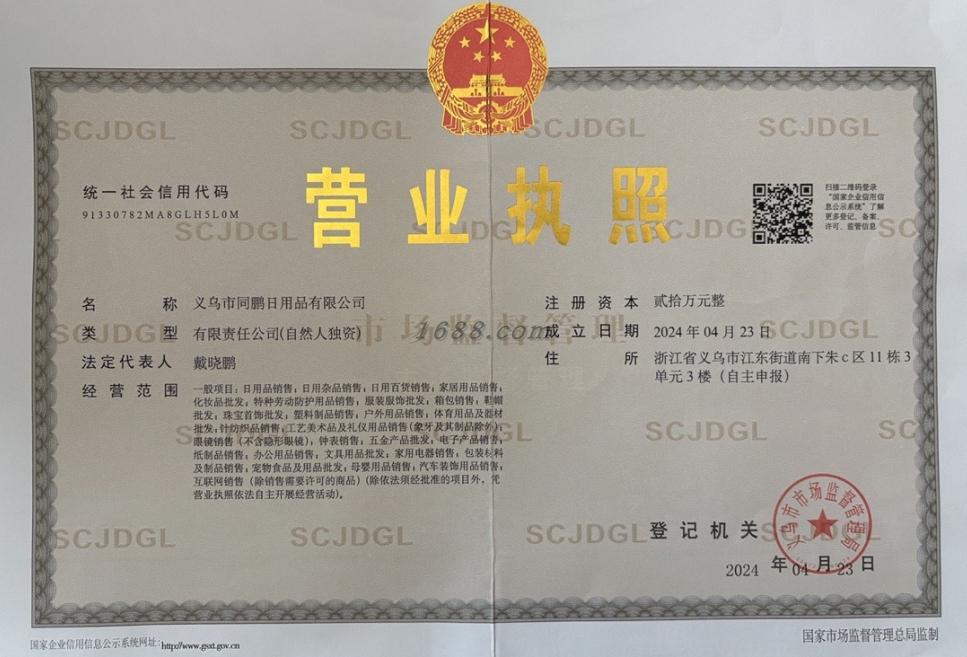 营业执照
统一社会信用代码
91330782MA8GLH5L0M
扫描二维码登录
“国家企业信用信
息公示系统”了解
更多登记、备案、
许可、监管信息
名称 义乌市同鹏日用品有限公司
类型 有限责任公司(自然人独资)
法定代表人 戴晓鹏
经营范围 一般项目：日用品销售；日用杂品销售；日用百货销售；家居用品销售；
化妆品批发；特种劳动防护用品销售；服装服饰批发；箱包销售；鞋帽
批发；珠宝首饰批发；塑料制品销售；户外用品销售；体育用品及器材
批发；针纺织品销售；工艺美术品及礼仪用品销售(象牙及其制品除外)；
眼镜销售（不含隐形眼镜)；钟表销售；五金产品批发；电子产品销售；
纸制品销售；办公用品销售；文具用品批发；家用电器销售；包装材料
及制品销售；宠物食品及用品批发；母婴用品销售；汽车装饰用品销售；
互联网销售（除销售需要许可的商品）(除依法须经批准的项目外，凭
营业执照依法自主开展经营活动)。
注册资本 贰拾万元整
成立日期 2024年04月23日
住所 浙江省义乌市江东街道南下朱c区11栋3
单元3楼（自主申报）
1688.com
市场监督管理
SCJDGL SCJDGL SCJDGL SCJDGL
登记机关
义乌市市场监督管理局
2024 年 04 月 23 日
国家企业信用信息公示系统网址：http://www.gsxt.gov.cn
国家市场监督管理总局监制